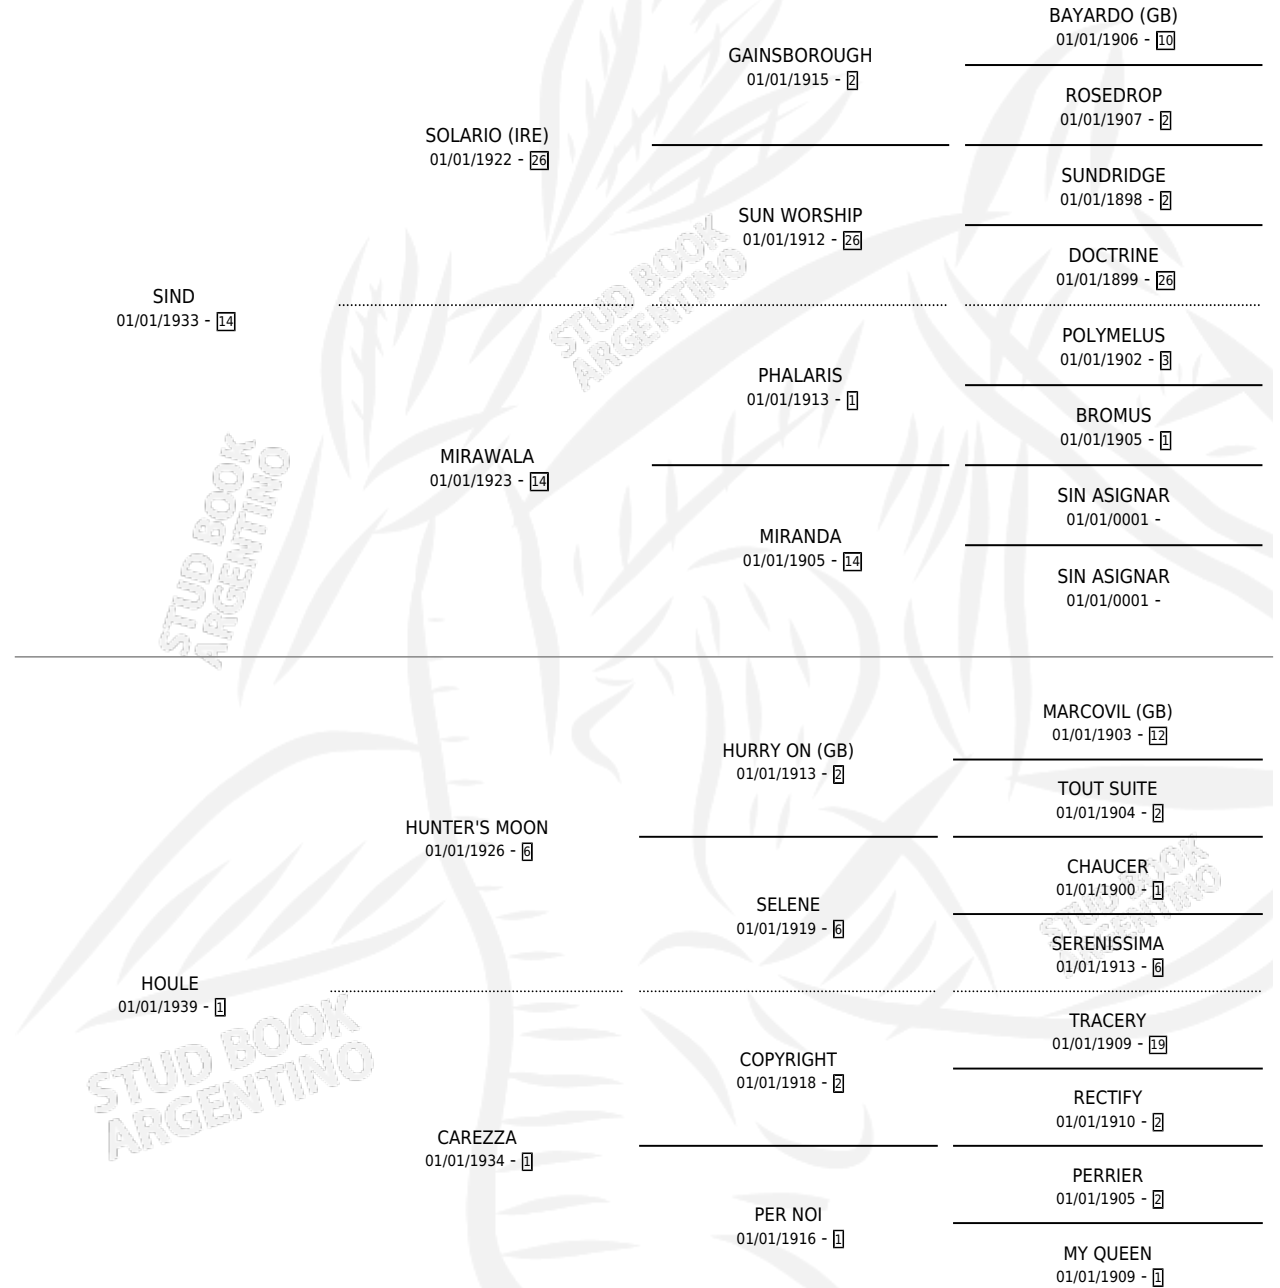 BAYARDO (GB)
01/01/1906 - 10
GAINSBOROUGH
01/01/1915 - 2
ROSEDROP
01/01/1907 - 2
SOLARIO (IRE)
01/01/1922 - 26
SUNDRIDGE
01/01/1898 - 2
SUN WORSHIP
01/01/1912 - 26
DOCTRINE
01/01/1899 - 26
SIND
01/01/1933 - 14
POLYMELUS
01/01/1902 - 3
PHALARIS
01/01/1913 - 1
BROMUS
01/01/1905 - 1
MIRAWALA
01/01/1923 - 14
SIN ASIGNAR
01/01/0001 -
MIRANDA
01/01/1905 - 14
SIN ASIGNAR
01/01/0001 -
STUD BOOK
ARGENTINO
STUD BOOK
ARGENTINO
MARCOVIL (GB)
01/01/1903 - 12
HURRY ON (GB)
01/01/1913 - 2
TOUT SUITE
01/01/1904 - 2
HUNTER'S MOON
01/01/1926 - 6
CHAUCER
01/01/1900 - 1
SELENE
01/01/1919 - 6
SERENISSIMA
01/01/1913 - 6
HOULE
01/01/1939 - 1
TRACERY
01/01/1909 - 19
COPYRIGHT
01/01/1918 - 2
RECTIFY
01/01/1910 - 2
CAREZZA
01/01/1934 - 1
PERRIER
01/01/1905 - 2
PER NOI
01/01/1916 - 1
MY QUEEN
01/01/1909 - 1
STUD BOOK
ARGENTINO
STUD BOOK
ARGENTINO